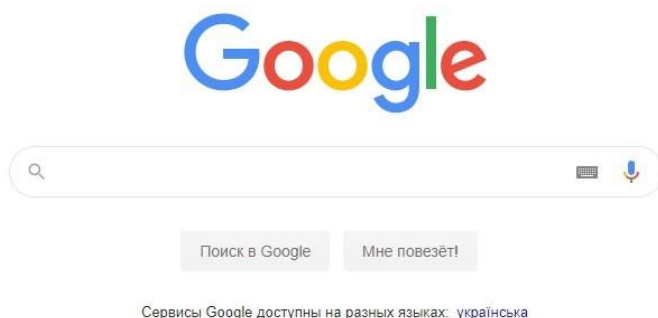 Google
Поиск в Google Мне повезёт!
Сервисы Google доступны на разных языках: українська